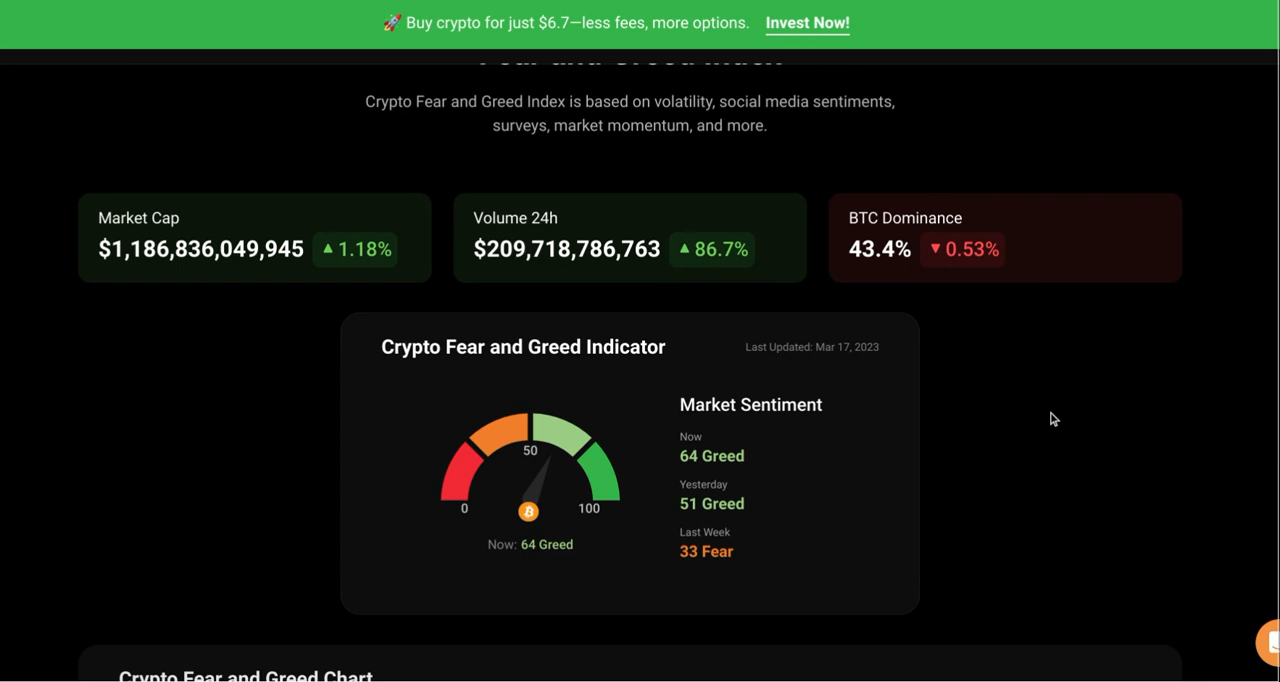 🚀 Buy crypto for just $6.7—less fees, more options. Invest Now!
Fear and Greed Index
Crypto Fear and Greed Index is based on volatility, social media sentiments,
surveys, market momentum, and more.
Market Cap
$1,186,836,049,945 ▲ 1.18%
Volume 24h
$209,718,786,763 ▲ 86.7%
BTC Dominance
43.4% ▼ 0.53%
Crypto Fear and Greed Indicator
Last Updated: Mar 17, 2023
50
0
100
Now: 64 Greed
Market Sentiment
Now
64 Greed
Yesterday
51 Greed
Last Week
33 Fear
Crypto Fear and Greed Chart